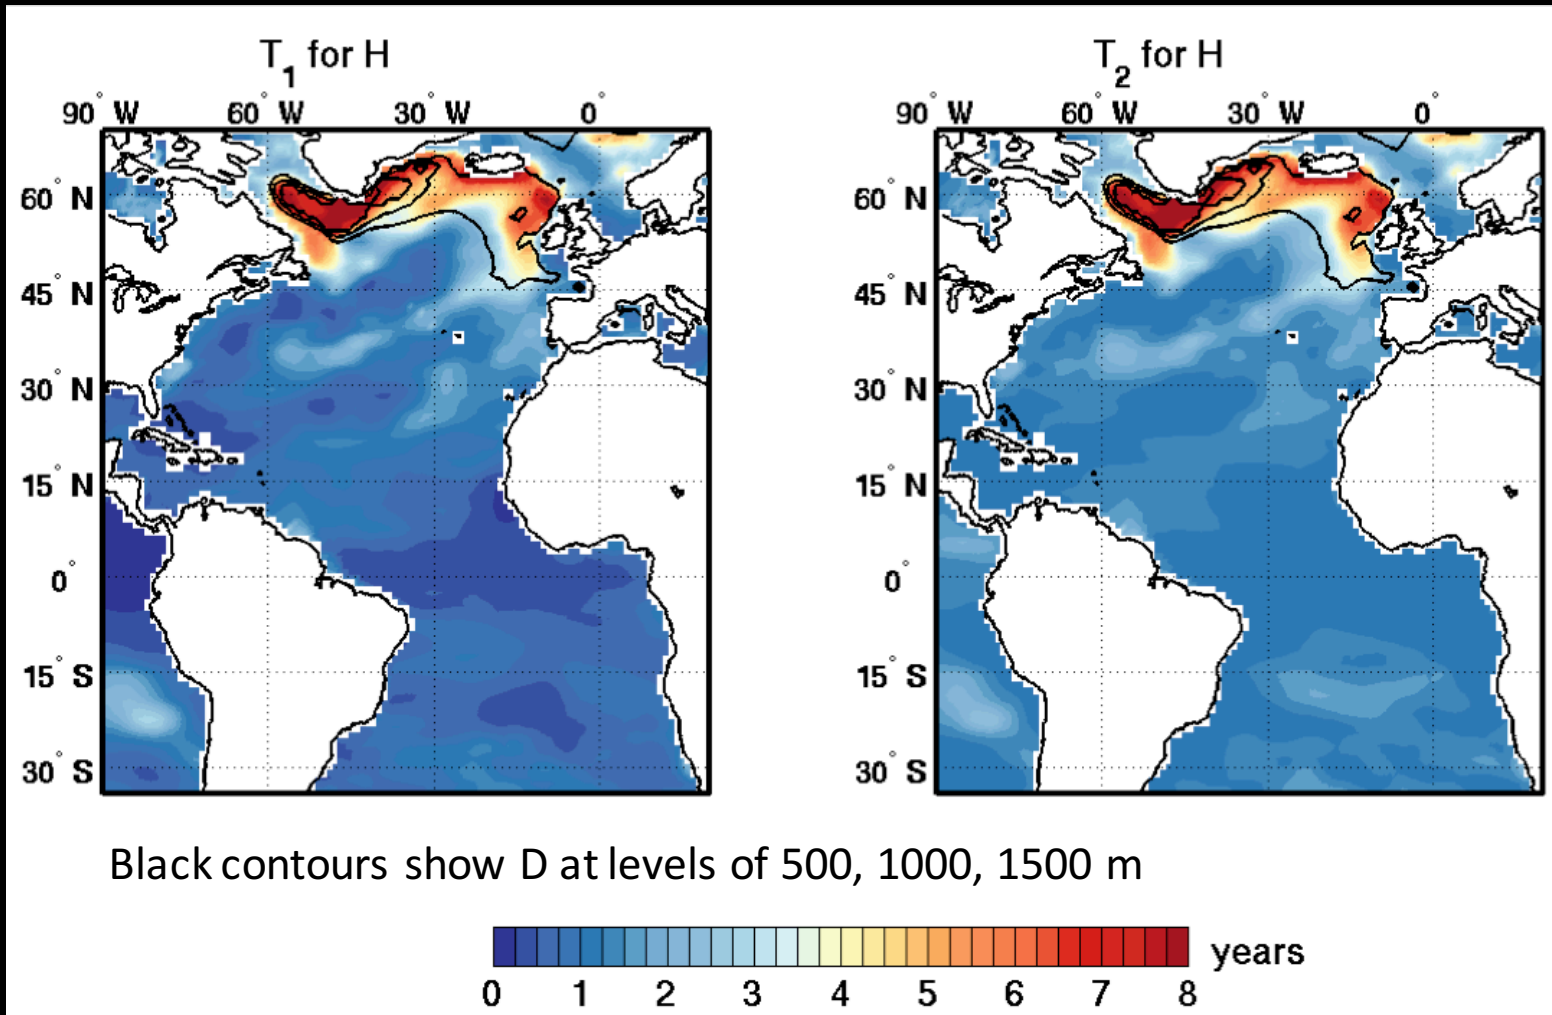 T₁ for H
T₂ for H
90° W 60° W 30° W 0°
90° W 60° W 30° W 0°
60° N
45° N
30° N
15° N
0°
15° S
30° S
60° N
45° N
30° N
15° N
0°
15° S
30° S
Black contours show D at levels of 500, 1000, 1500 m
years
0 1 2 3 4 5 6 7 8